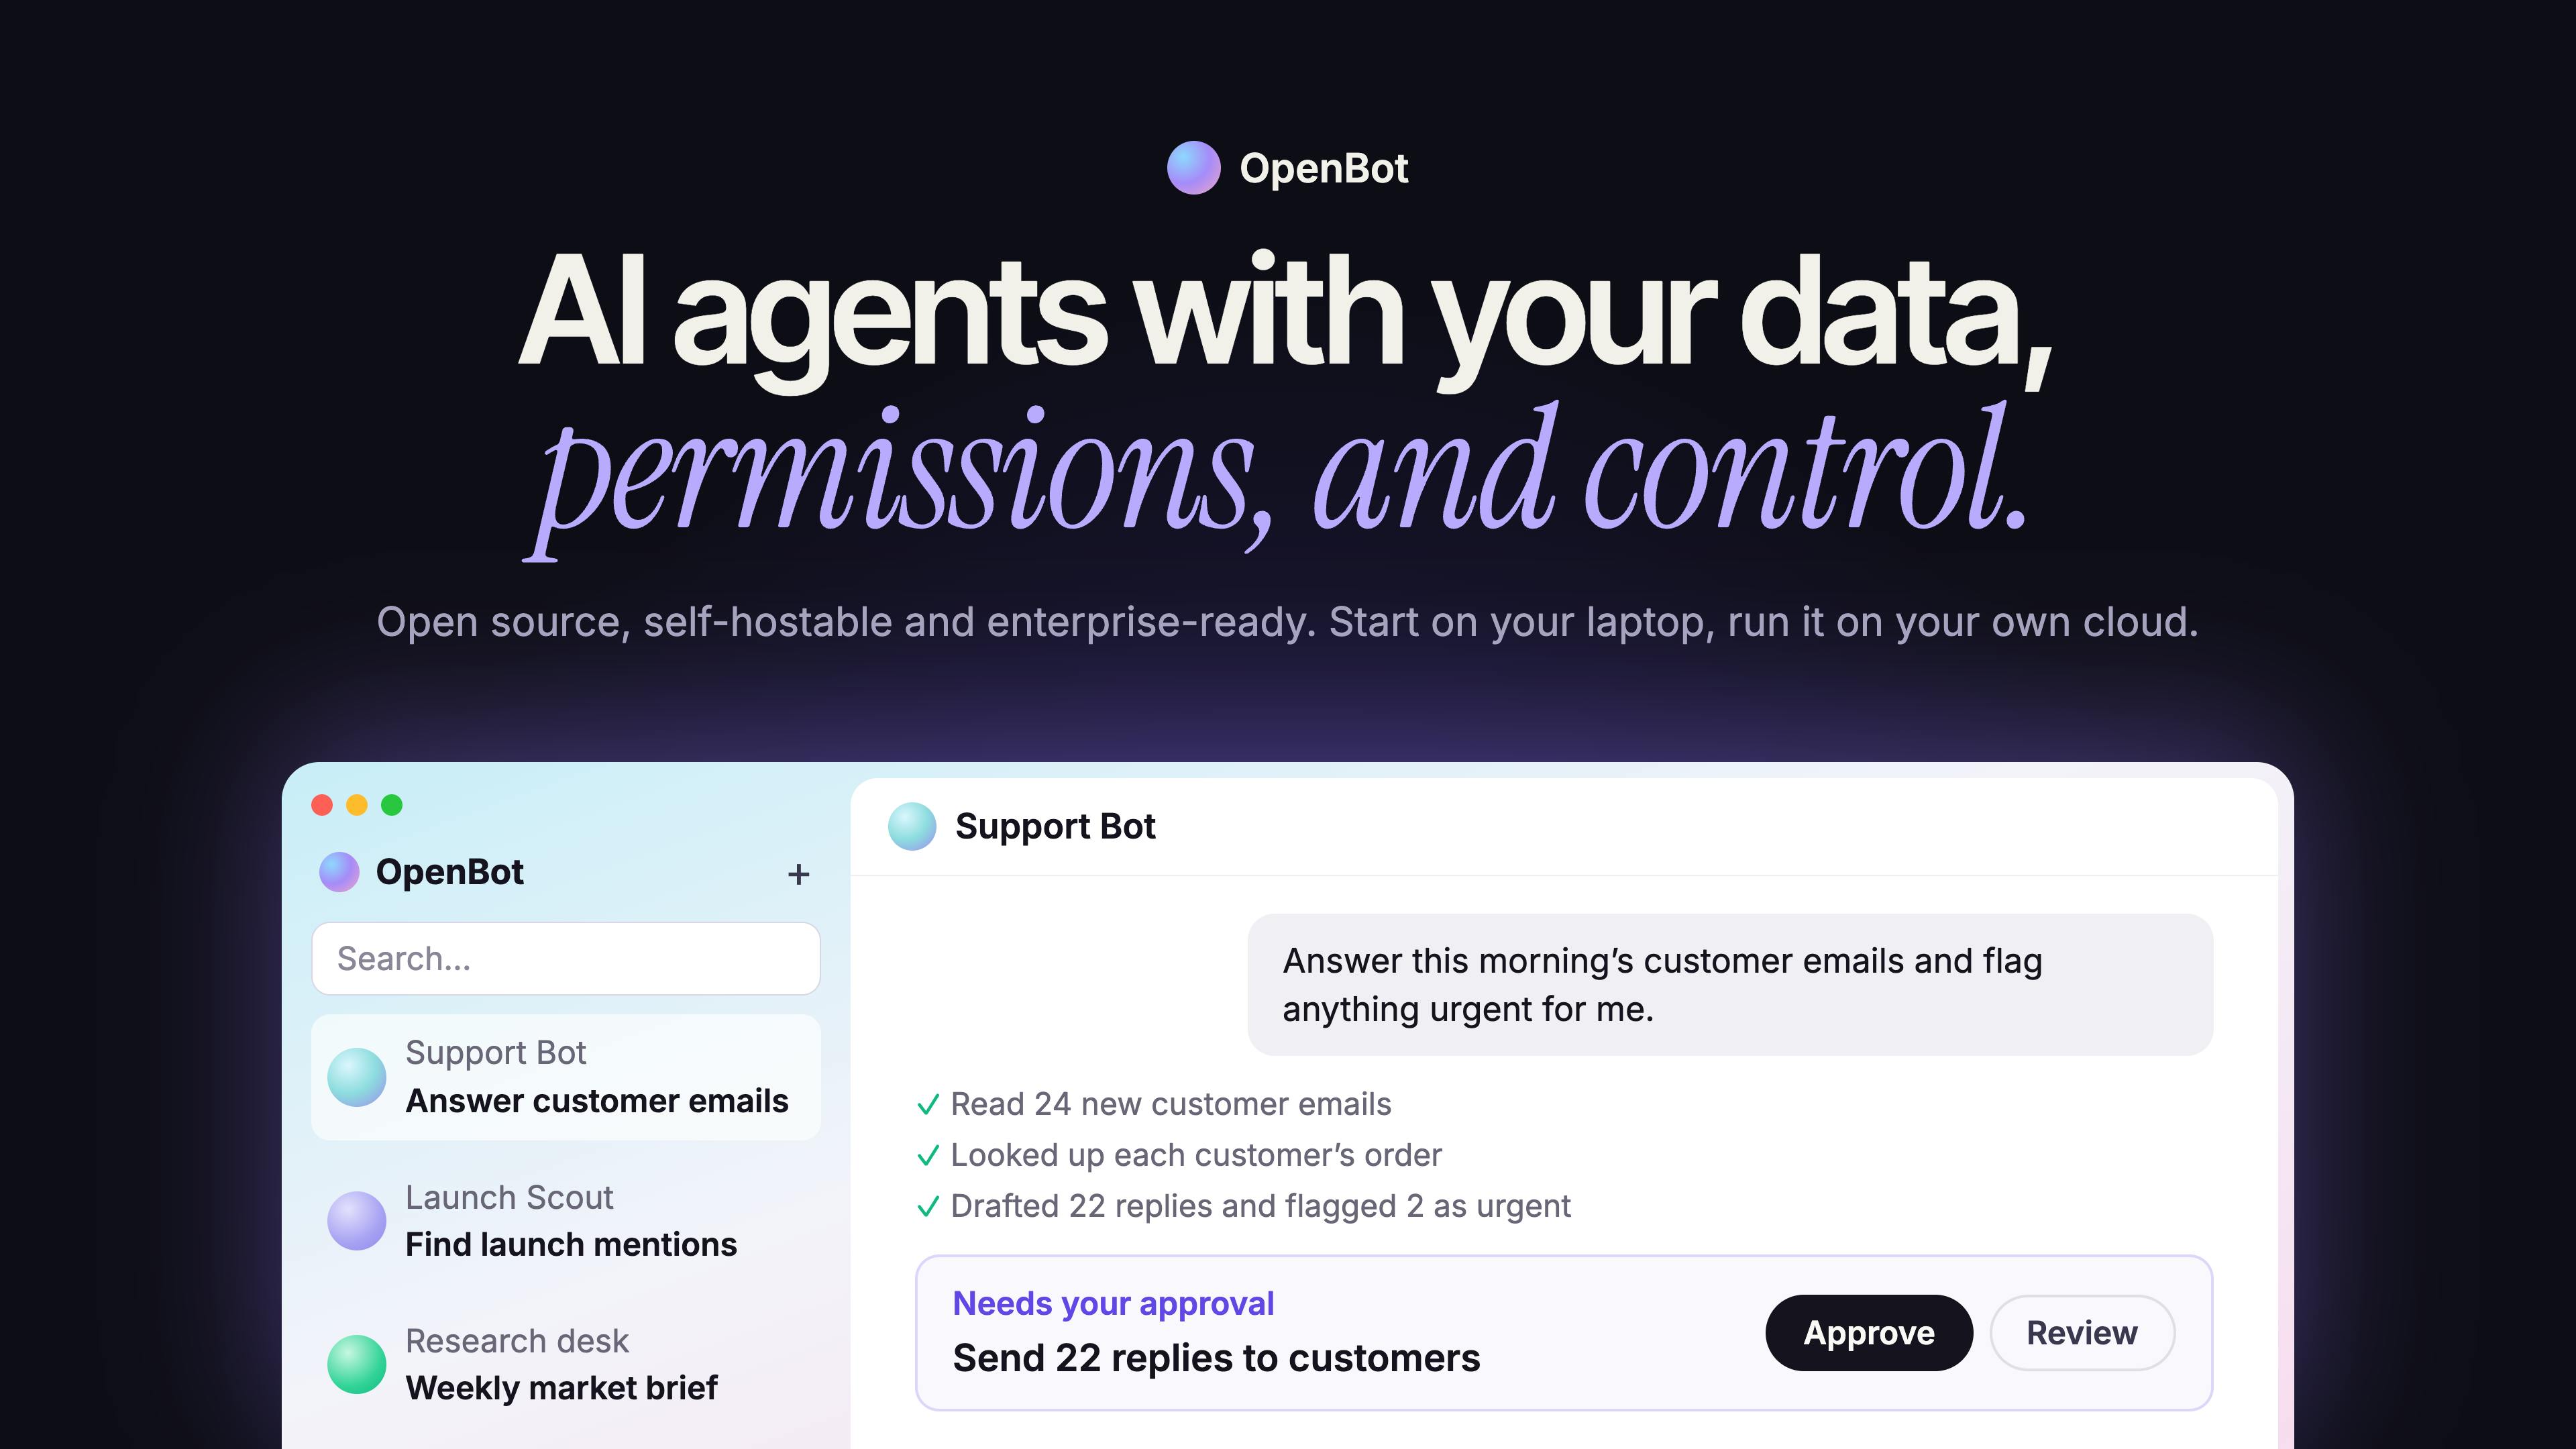 OpenBot
AI agents with your data,
permissions, and control.
Open source, self-hostable and enterprise-ready. Start on your laptop, run it on your own cloud.
OpenBot
+
Search...
Support Bot
Answer customer emails
Launch Scout
Find launch mentions
Research desk
Weekly market brief
Support Bot
Answer this morning’s customer emails and flag
anything urgent for me.
✓ Read 24 new customer emails
✓ Looked up each customer’s order
✓ Drafted 22 replies and flagged 2 as urgent
Needs your approval
Send 22 replies to customers
Approve
Review